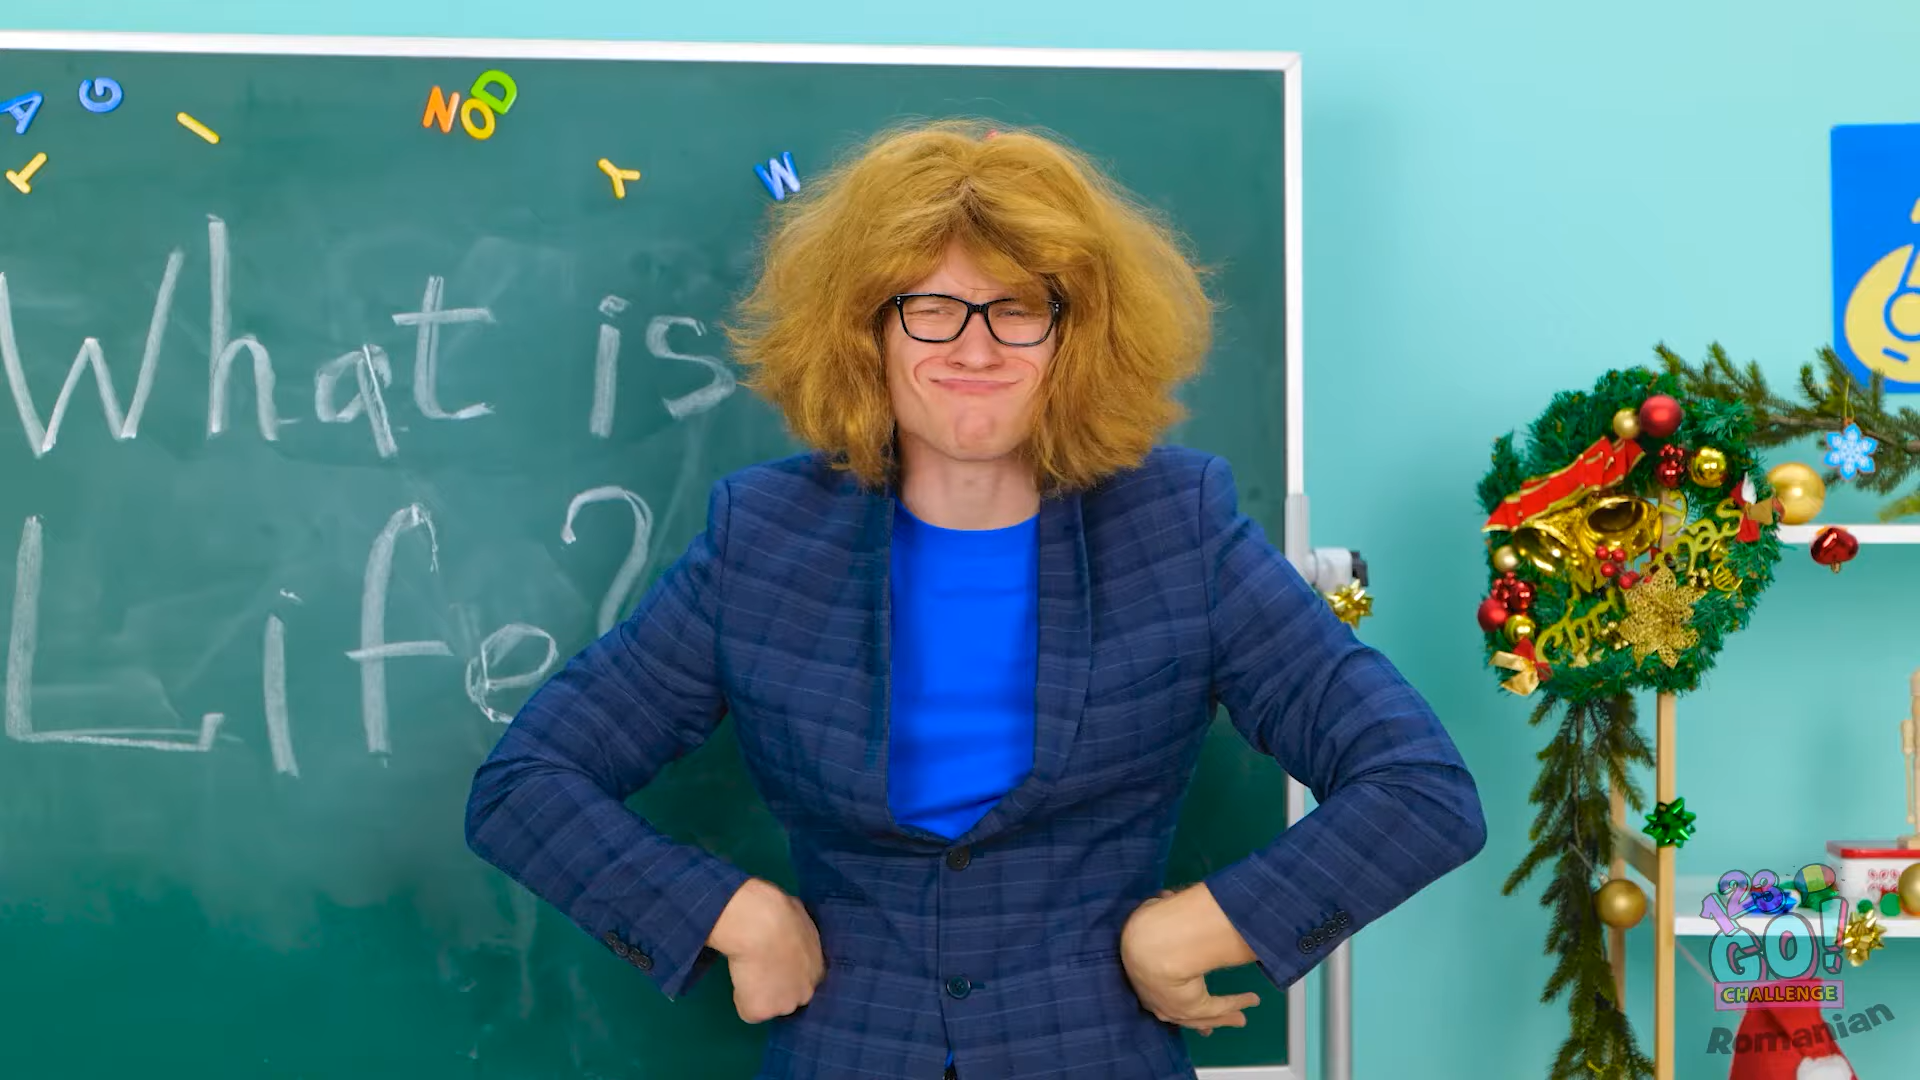 A G I NOD
T Y W
What is
Life?
123
GO!
CHALLENGE
Romanian